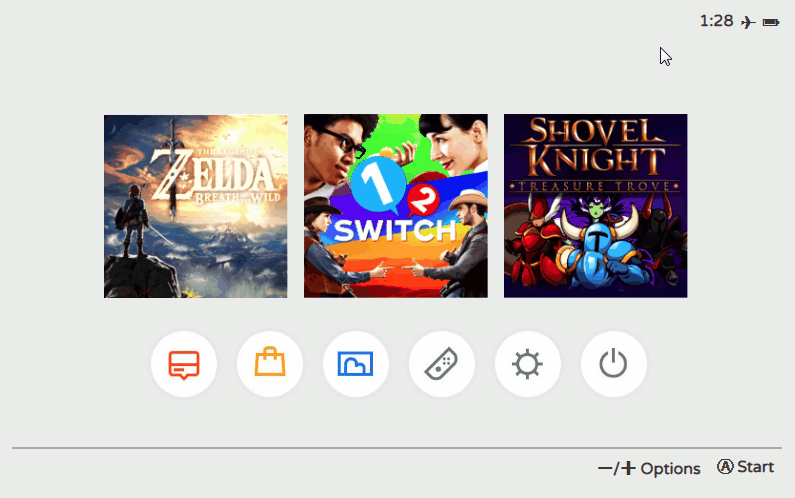 1:28
THE LEGEND OF
ZELDA
BREATH OF THE WILD
1 2
SWITCH
SHOVEL
KNIGHT
TREASURE TROVE
−/+ Options
Ⓐ Start